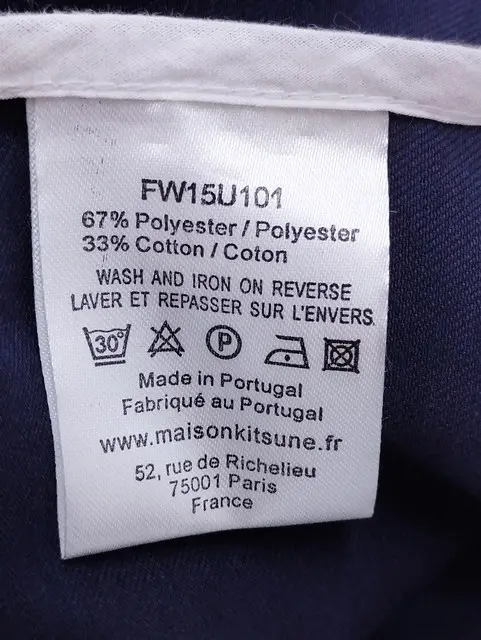 FW15U101
67% Polyester / Polyester
33% Cotton / Coton
WASH AND IRON ON REVERSE
LAVER ET REPASSER SUR L'ENVERS
30° P
Made in Portugal
Fabriqué au Portugal
www.maisonkitsune.fr
52, rue de Richelieu
75001 Paris
France